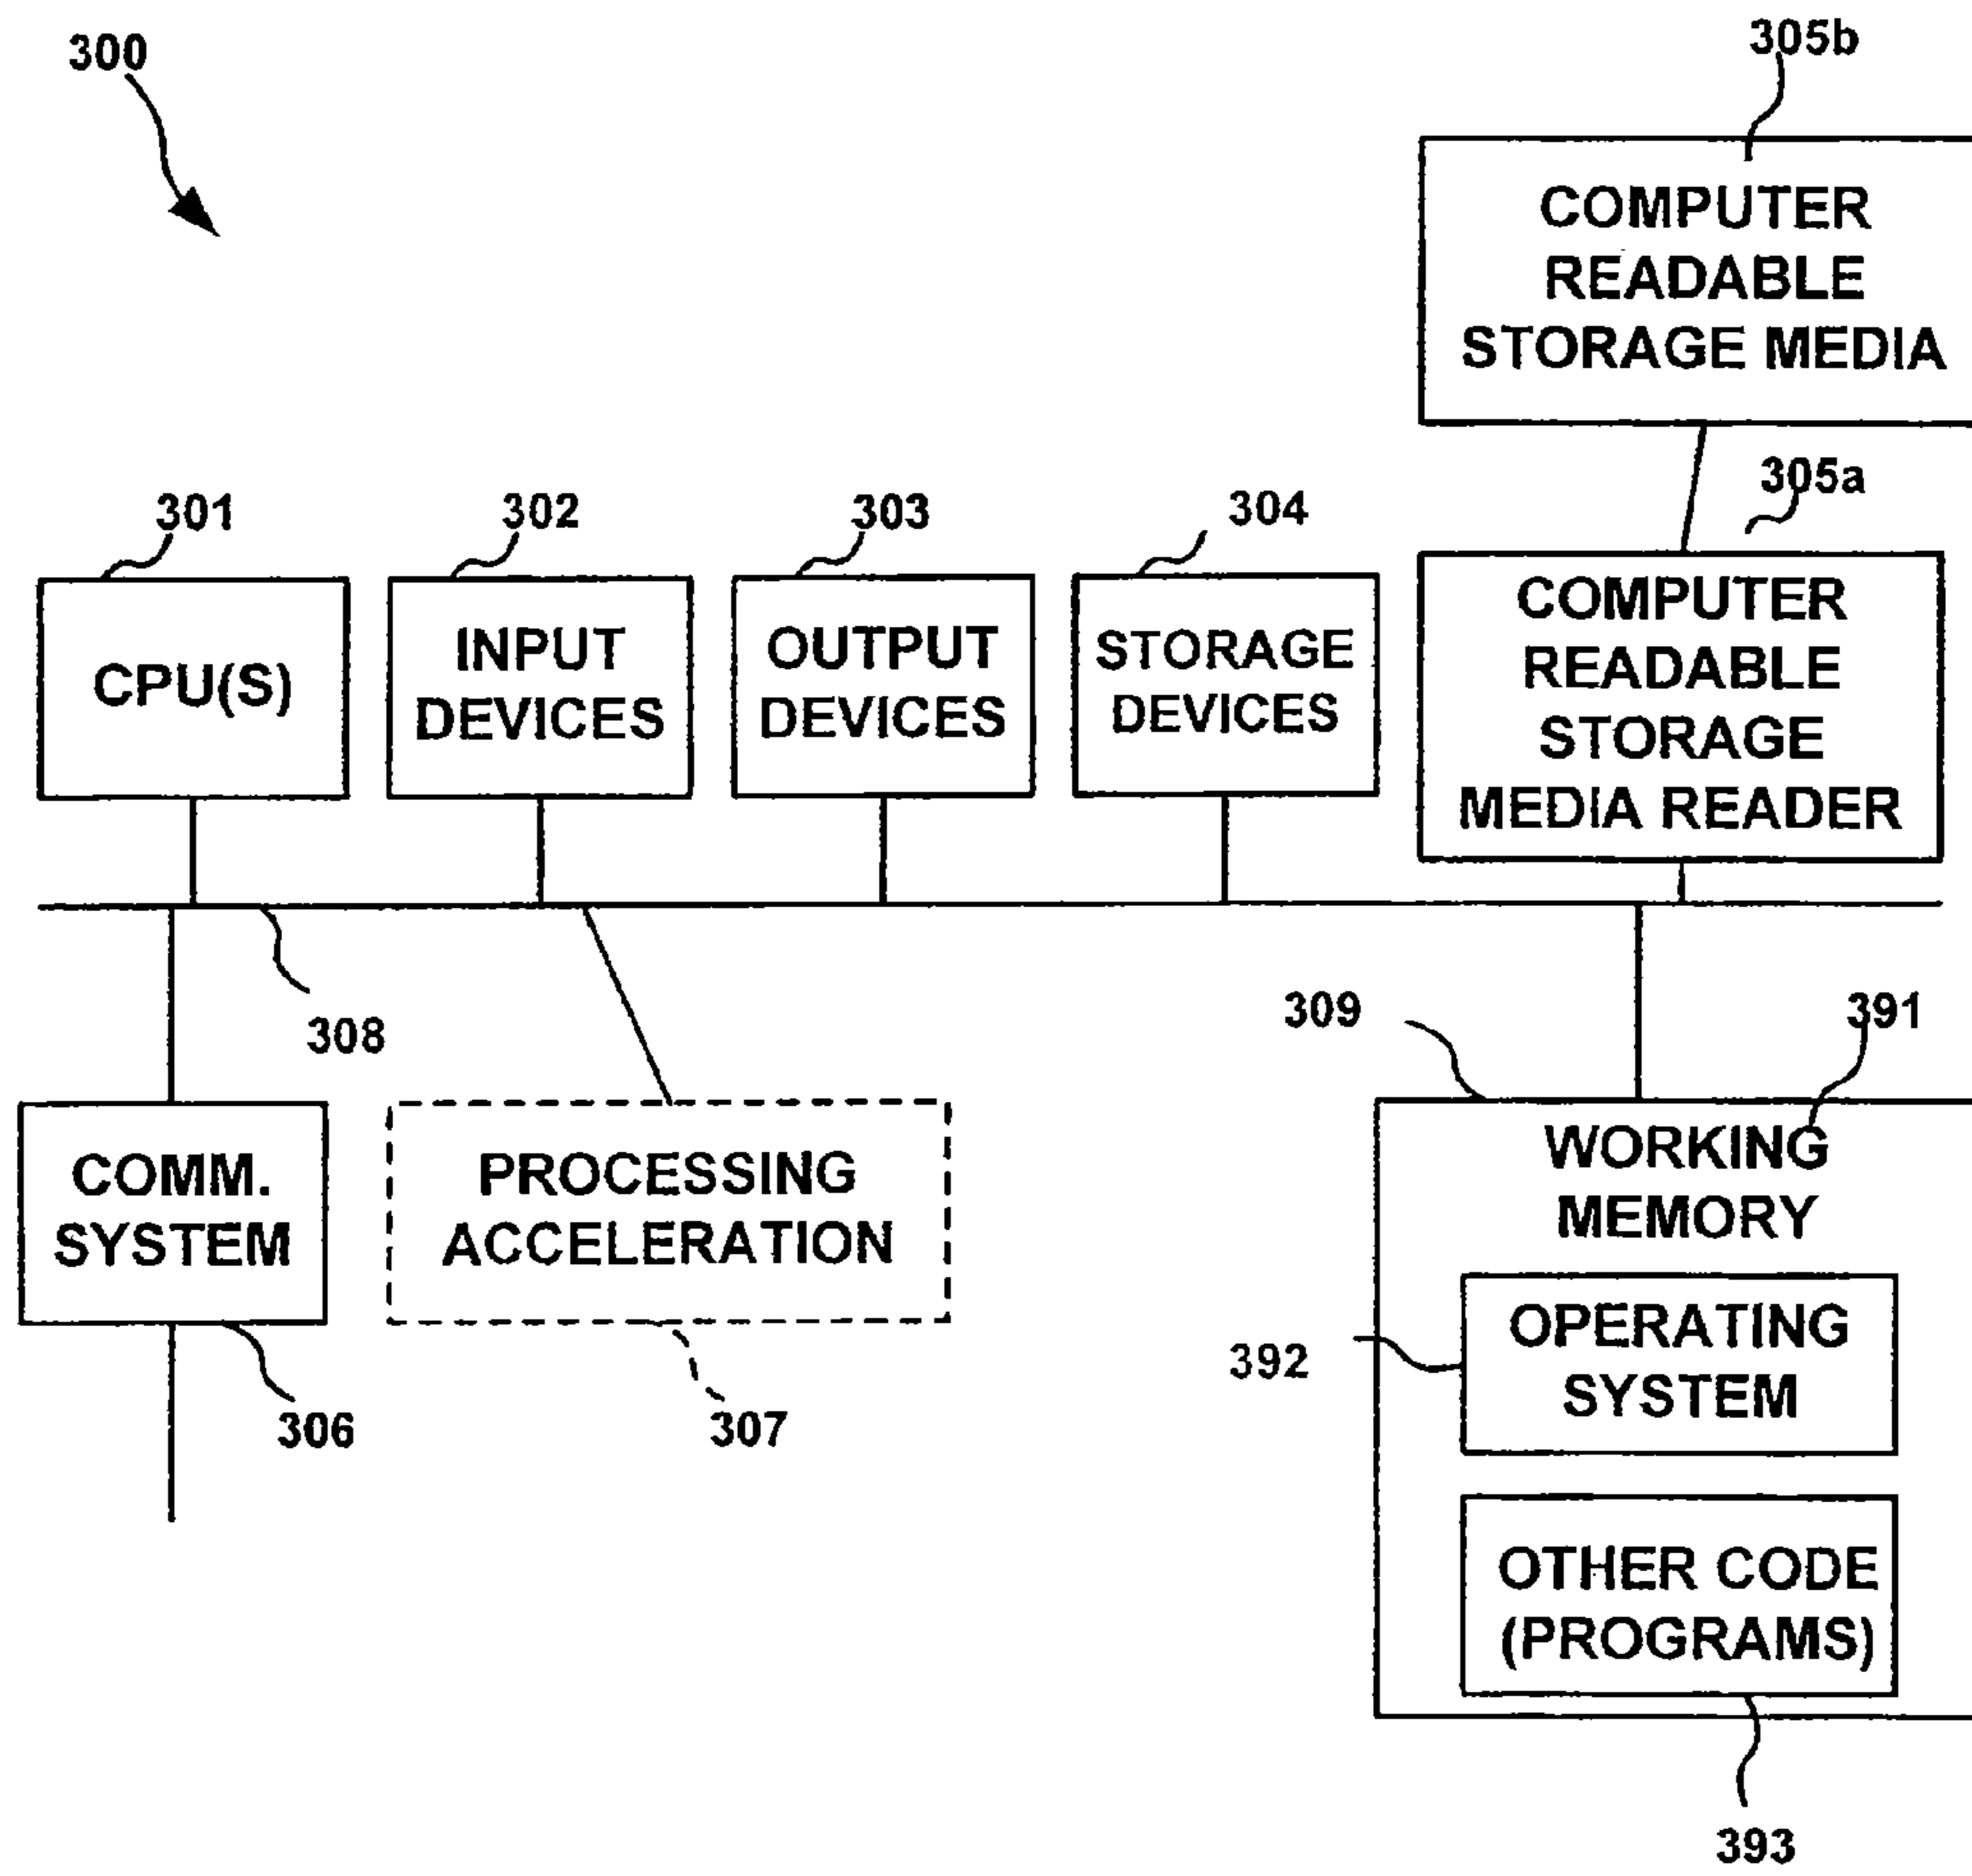 300
305b
COMPUTER
READABLE
STORAGE MEDIA
305a
301
302
303
304
CPU(S)
INPUT
DEVICES
OUTPUT
DEVICES
STORAGE
DEVICES
COMPUTER
READABLE
STORAGE
MEDIA READER
308
309
391
COMM.
SYSTEM
PROCESSING
ACCELERATION
WORKING
MEMORY
OPERATING
SYSTEM
392
306
307
OTHER CODE
(PROGRAMS)
393